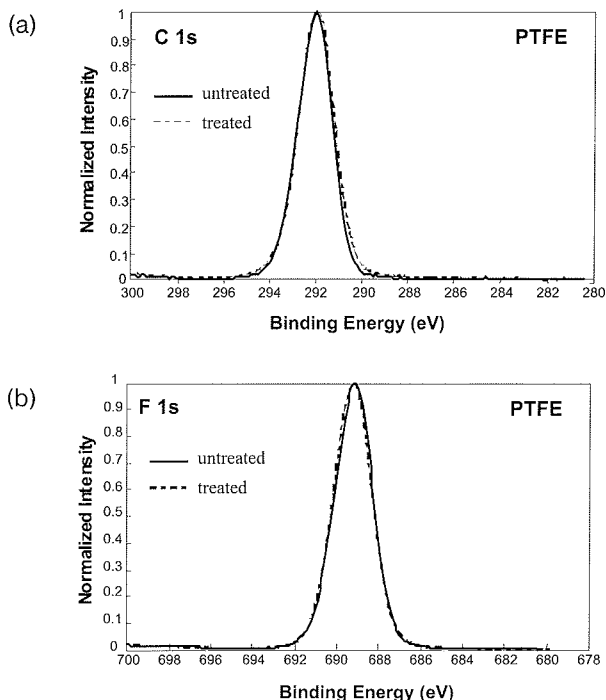 (a)
C 1s PTFE
untreated
treated
Normalized Intensity
1
0.9
0.8
0.7
0.6
0.5
0.4
0.3
0.2
0.1
0
300 298 296 294 292 290 288 286 284 282 280
Binding Energy (eV)
(b)
F 1s PTFE
untreated
treated
Normalized Intensity
1
0.9
0.8
0.7
0.6
0.5
0.4
0.3
0.2
0.1
0
700 698 696 694 692 690 688 686 684 682 680 678
Binding Energy (eV)